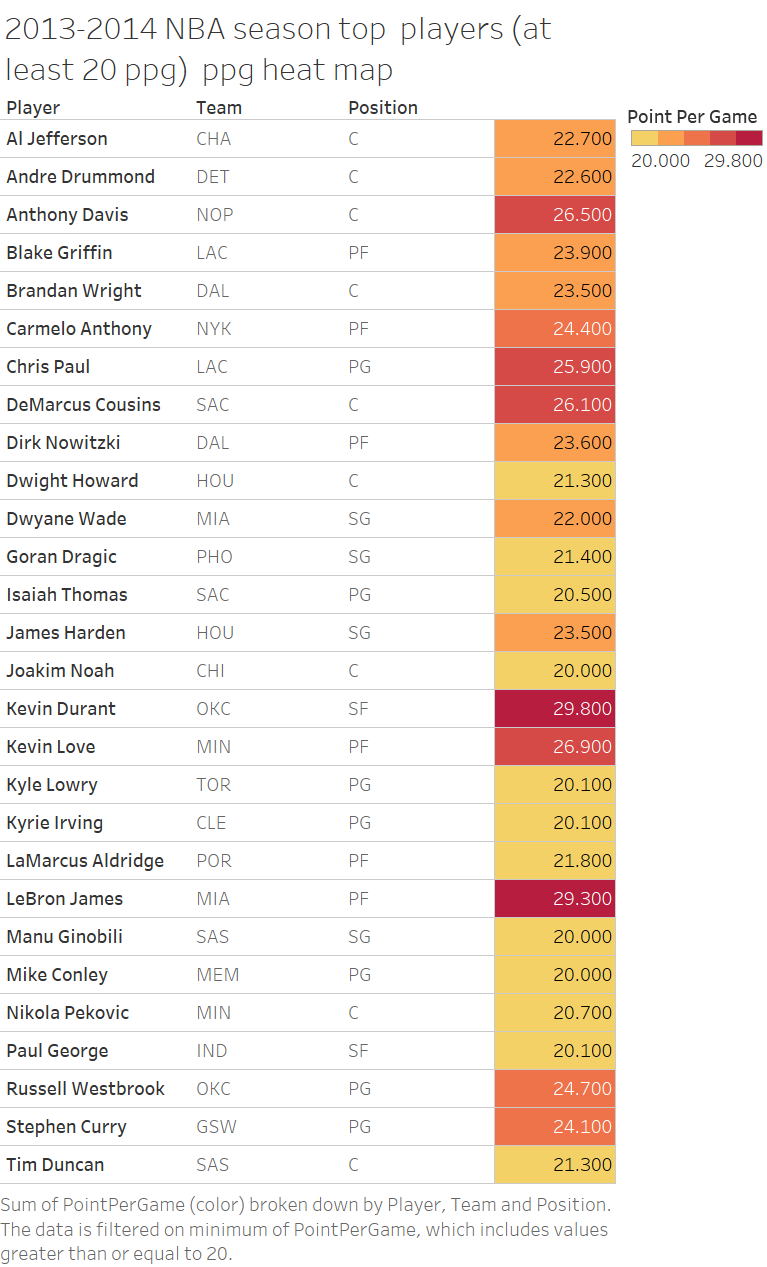 2013-2014 NBA season top  players (at
least 20 ppg)  ppg heat map
Player Team Position
Point Per Game
20.000 29.800
Al Jefferson CHA C 22.700
Andre Drummond DET C 22.600
Anthony Davis NOP C 26.500
Blake Griffin LAC PF 23.900
Brandan Wright DAL C 23.500
Carmelo Anthony NYK PF 24.400
Chris Paul LAC PG 25.900
DeMarcus Cousins SAC C 26.100
Dirk Nowitzki DAL PF 23.600
Dwight Howard HOU C 21.300
Dwyane Wade MIA SG 22.000
Goran Dragic PHO SG 21.400
Isaiah Thomas SAC PG 20.500
James Harden HOU SG 23.500
Joakim Noah CHI C 20.000
Kevin Durant OKC SF 29.800
Kevin Love MIN PF 26.900
Kyle Lowry TOR PG 20.100
Kyrie Irving CLE PG 20.100
LaMarcus Aldridge POR PF 21.800
LeBron James MIA PF 29.300
Manu Ginobili SAS SG 20.000
Mike Conley MEM PG 20.000
Nikola Pekovic MIN C 20.700
Paul George IND SF 20.100
Russell Westbrook OKC PG 24.700
Stephen Curry GSW PG 24.100
Tim Duncan SAS C 21.300
Sum of PointPerGame (color) broken down by Player, Team and Position.
The data is filtered on minimum of PointPerGame, which includes values
greater than or equal to 20.